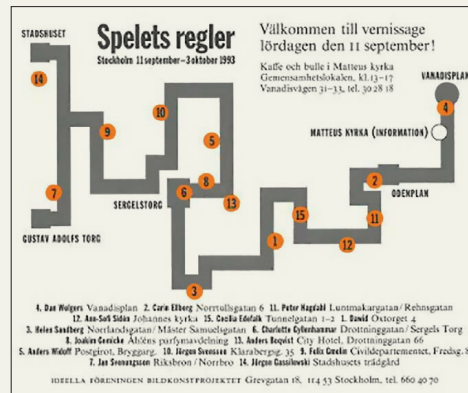 STADSHUSET
Spelets regler
Stockholm 11 september–3 oktober 1993
Välkommen till vernissage
lördagen den 11 september!
Kaffe och bulle i Matteus kyrka
Gemensamhetslokalen, kl. 13–17
Vanadisvägen 31–33, tel. 30 28 18
VANADISPLAN
14
10
4
9
5
MATTEUS KYRKA (INFORMATION)
8
2
7
6
ODENPLAN
SERGELSTORG
13
15
11
GUSTAV ADOLFS TORG
1
12
3
4. Dan Wolgers Vanadisplan 2. Carin Ellberg Norrtullsgatan 6 11. Peter Hagdahl Luntmakargatan/Rehnsgatan
12. Ann-Sofi Sidén Johannes kyrka 15. Cecilia Edefalk Tunnelgatan 1–2 1. Dawid Oxtorget 4
3. Helen Sandberg Norrlandsgatan/Mäster Samuelsgatan 6. Charlotte Gyllenhammar Drottninggatan/Sergels Torg
8. Joakim Gemicke Åhléns parfymavdelning 13. Anders Boqvist City Hotel, Drottninggatan 66
5. Anders Widoff Postgirot, Bryggarg. 10. Jörgen Svensson Klarabergsg. 35 9. Felix Gmelin Civildepartementet, Fredsg. 8
7. Jan Svenungsson Riksbron/Norrbro 14. Jörgen Gassilewski Stadshusets trädgård
IDEELLA FÖRENINGEN BILDKONSTPROJEKTET Grevgatan 18, 114 53 Stockholm, tel. 660 40 70